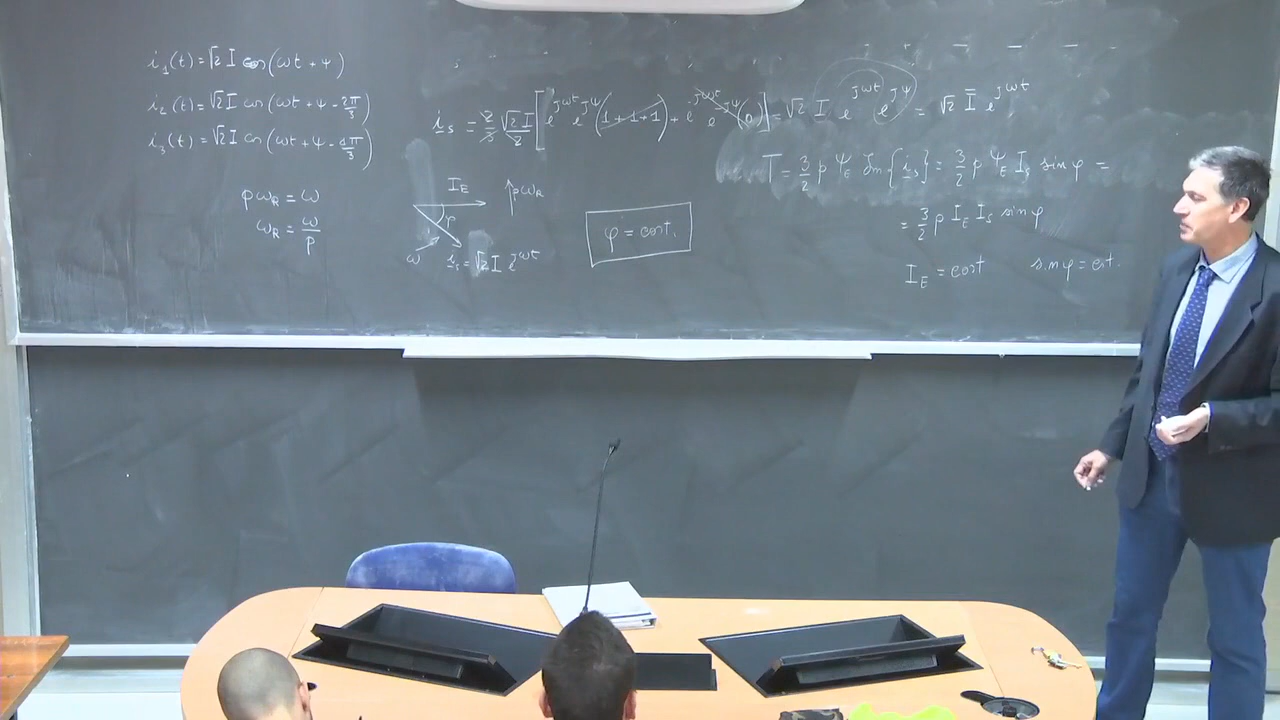 i₁(t) = √2 I cos(ωt + ψ)
i₂(t) = √2 I cos(ωt + ψ - 2π/3)
i₃(t) = √2 I cos(ωt + ψ - 4π/3)
pω_R = ω
ω_R = ω/p
i_s = 2/3 √2 I/2 [e^{jωt} e^{jψ} (1+1+1) + e^{-jωt} e^{-jψ} (0)] = √2 I e^{jωt} e^{jψ} = √2 Ī e^{jωt}
I_E
pω_R
ω
i_s = √2 I e^{jωt}
φ = cost.
T = 3/2 p Ψ_E Im{i_s} = 3/2 p Ψ_E I_s sin φ =
= 3/2 p I_E I_s sin φ
I_E = cost sin φ = cost.